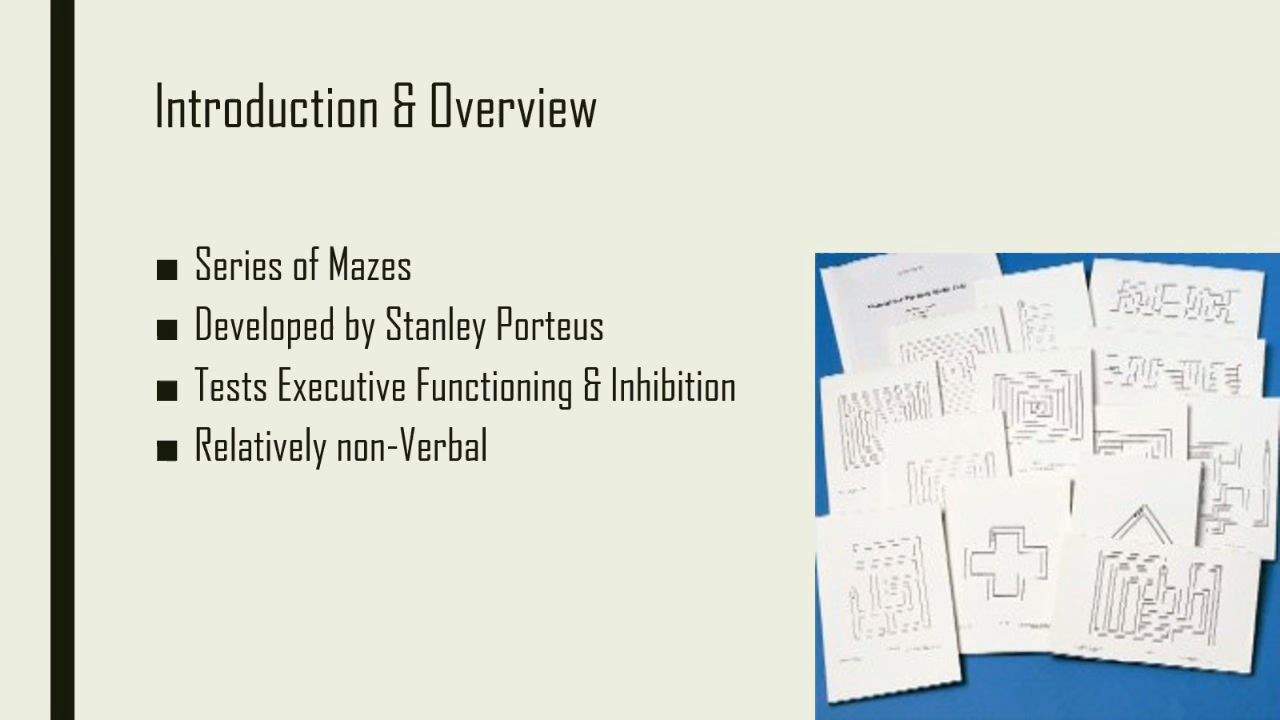 Introduction & Overview
■ Series of Mazes
■ Developed by Stanley Porteus
■ Tests Executive Functioning & Inhibition
■ Relatively non-Verbal